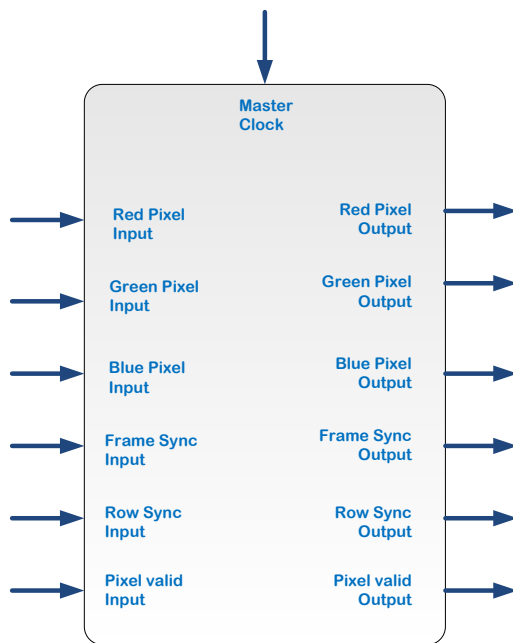 Master
Clock
Red Pixel
Input
Red Pixel
Output
Green Pixel
Input
Green Pixel
Output
Blue Pixel
Input
Blue Pixel
Output
Frame Sync
Input
Frame Sync
Output
Row Sync
Input
Row Sync
Output
Pixel valid
Input
Pixel valid
Output